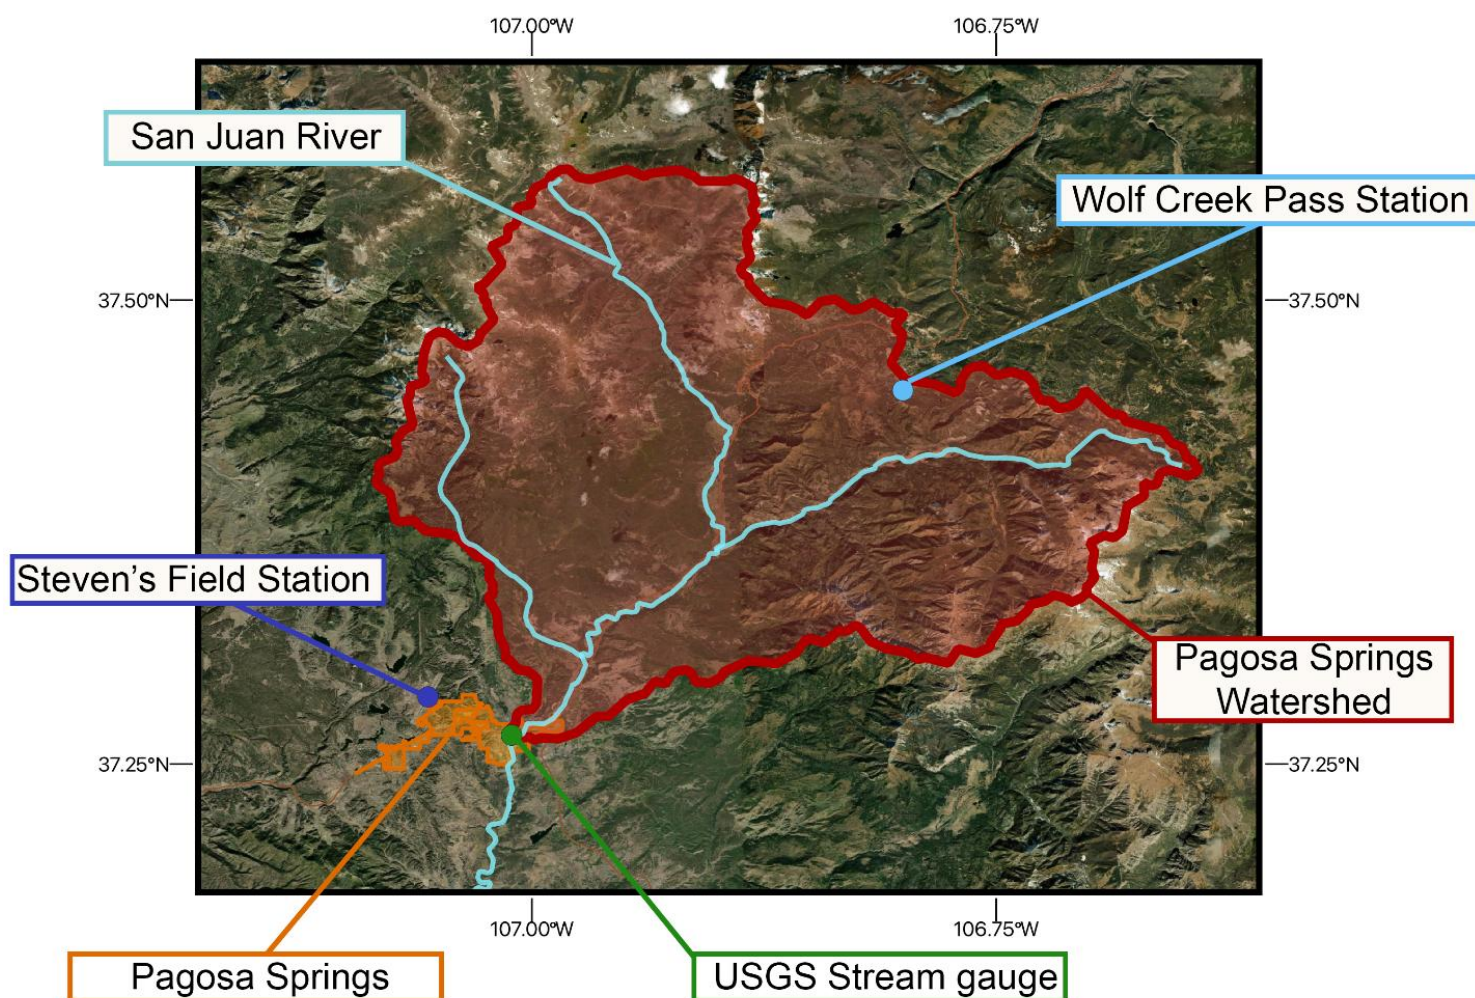 107.00°W
106.75°W
San Juan River
Wolf Creek Pass Station
37.50°N
37.50°N
Steven's Field Station
Pagosa Springs
Watershed
37.25°N
37.25°N
107.00°W
106.75°W
Pagosa Springs
USGS Stream gauge